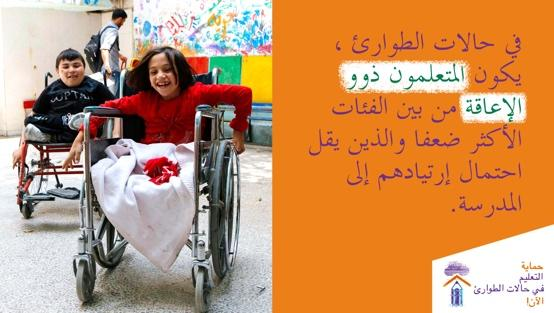 في حالات الطوارئ ،
يكون المتعلمون ذوو
الإعاقة من بين الفئات
الأكثر ضعفا والذين يقل
احتمال إرتيادهم إلى
المدرسة.
حماية
التعليم
في حالات الطوارئ
الآن!